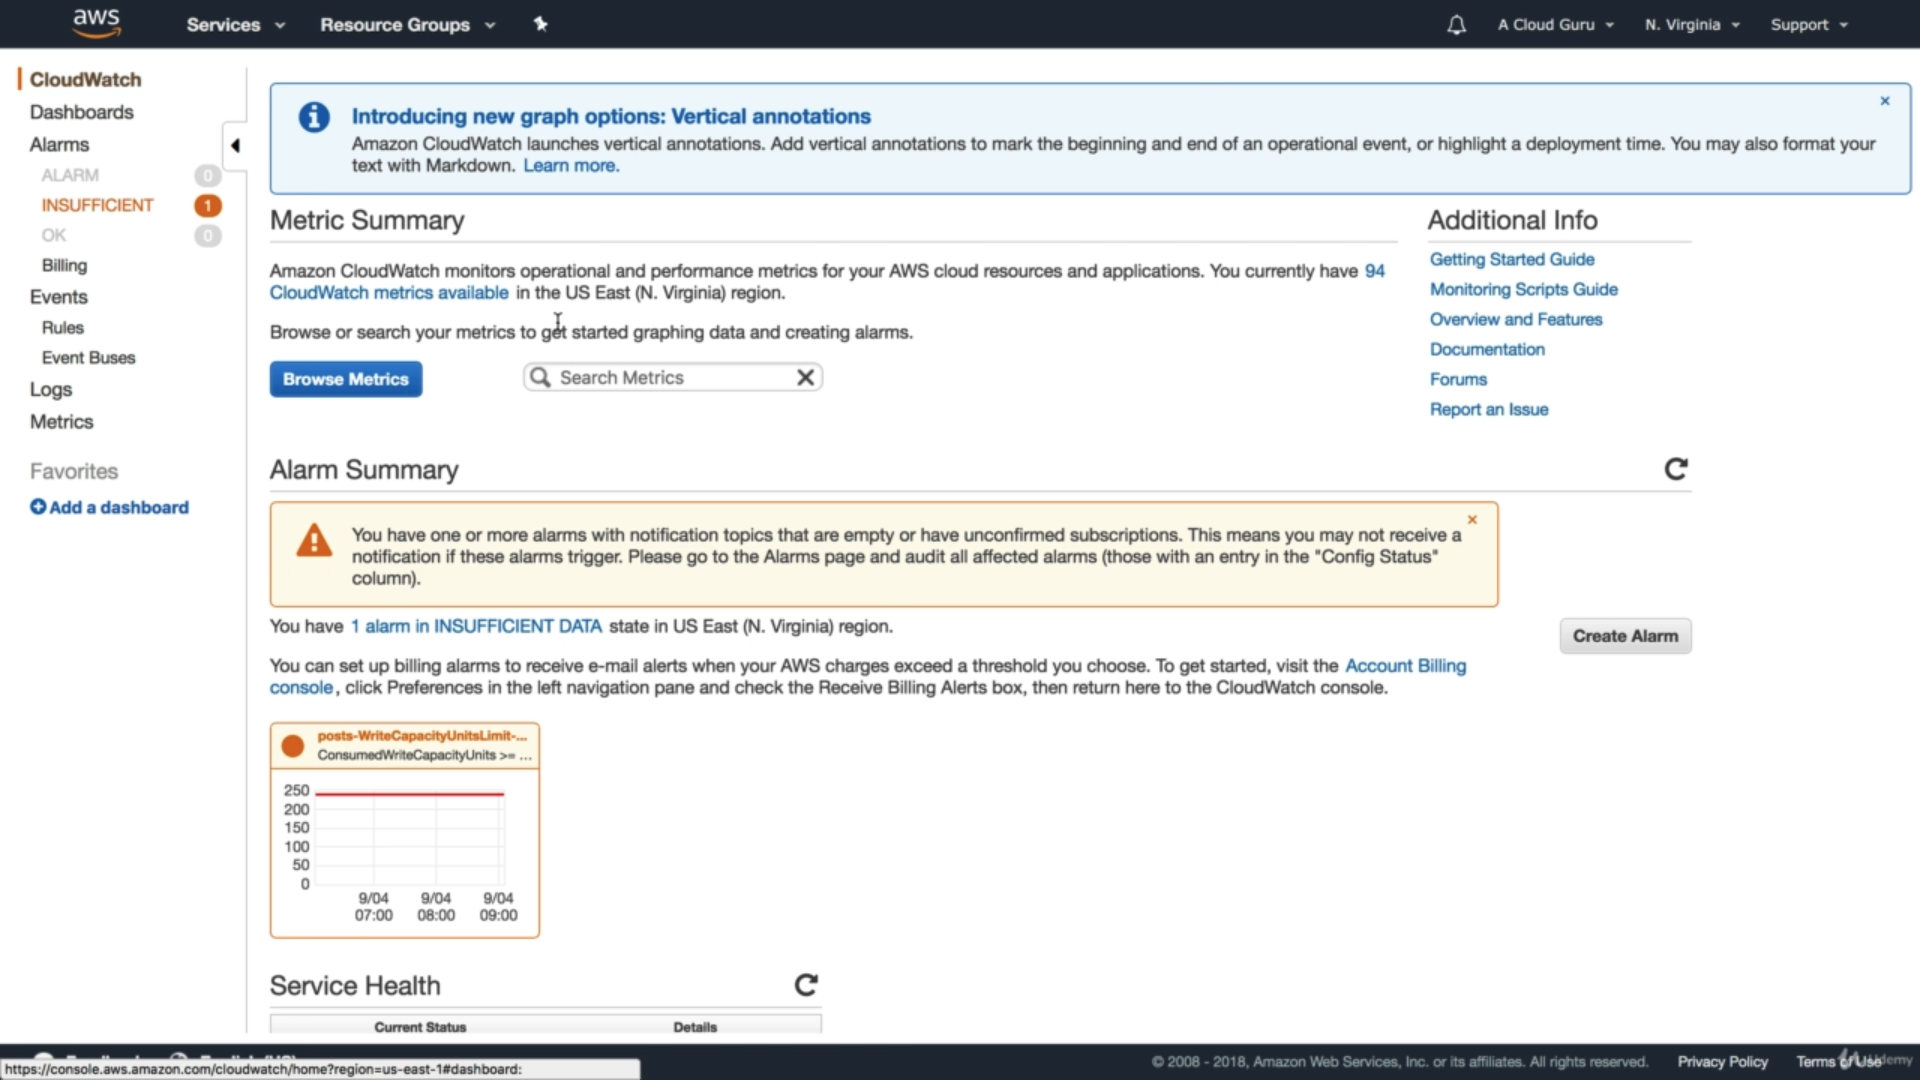 aws
Services
Resource Groups
A Cloud Guru
N. Virginia
Support
CloudWatch
Dashboards
Alarms
ALARM 0
INSUFFICIENT 1
OK 0
Billing
Events
Rules
Event Buses
Logs
Metrics
Favorites
Add a dashboard
Introducing new graph options: Vertical annotations
Amazon CloudWatch launches vertical annotations. Add vertical annotations to mark the beginning and end of an operational event, or highlight a deployment time. You may also format your
text with Markdown. Learn more.
Metric Summary
Amazon CloudWatch monitors operational and performance metrics for your AWS cloud resources and applications. You currently have 94
CloudWatch metrics available in the US East (N. Virginia) region.
Browse or search your metrics to get started graphing data and creating alarms.
Browse Metrics
Search Metrics
Additional Info
Getting Started Guide
Monitoring Scripts Guide
Overview and Features
Documentation
Forums
Report an Issue
Alarm Summary
You have one or more alarms with notification topics that are empty or have unconfirmed subscriptions. This means you may not receive a
notification if these alarms trigger. Please go to the Alarms page and audit all affected alarms (those with an entry in the "Config Status"
column).
You have 1 alarm in INSUFFICIENT DATA state in US East (N. Virginia) region.
Create Alarm
You can set up billing alarms to receive e-mail alerts when your AWS charges exceed a threshold you choose. To get started, visit the Account Billing
console, click Preferences in the left navigation pane and check the Receive Billing Alerts box, then return here to the CloudWatch console.
posts-WriteCapacityUnitsLimit-...
ConsumedWriteCapacityUnits >= ...
250
200
150
100
50
0
9/04 9/04 9/04
07:00 08:00 09:00
Service Health
Current Status Details
© 2008 - 2018, Amazon Web Services, Inc. or its affiliates. All rights reserved.
Privacy Policy
Terms of Use
Udemy
https://console.aws.amazon.com/cloudwatch/home?region=us-east-1#dashboard: